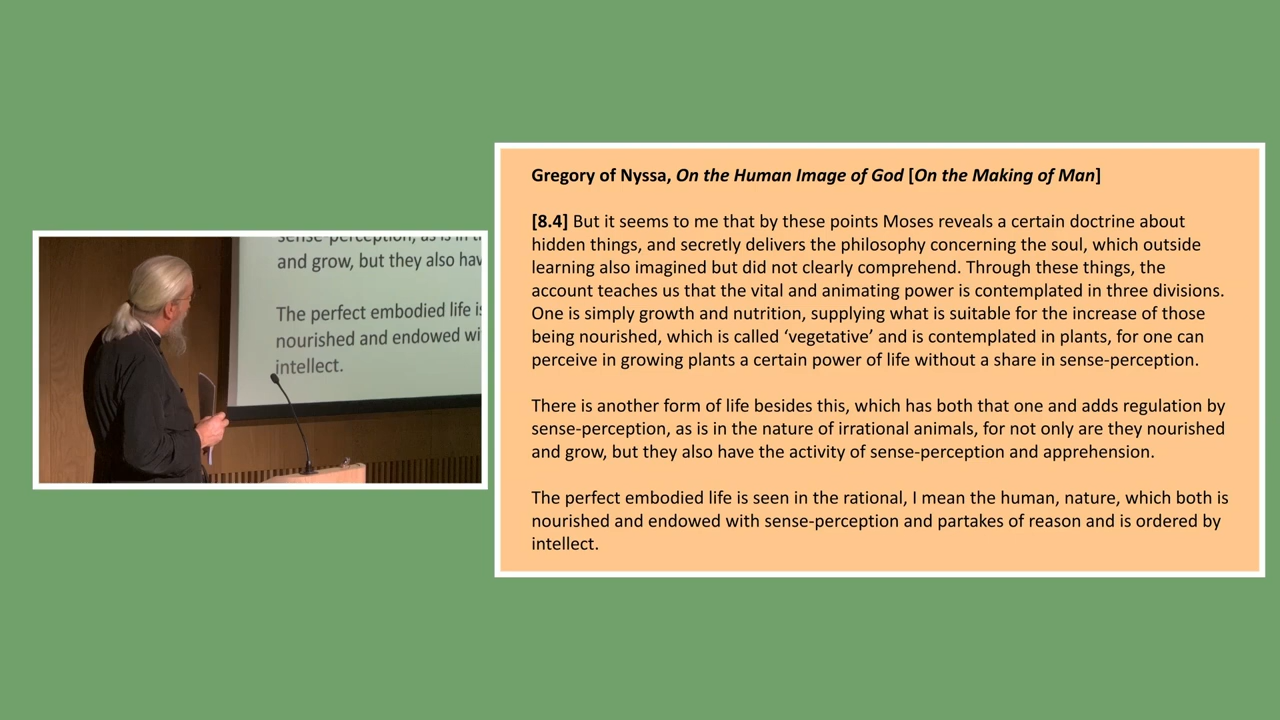 sense-perception, as is in t
and grow, but they also hav
The perfect embodied life is
nourished and endowed wi
intellect.
Gregory of Nyssa, On the Human Image of God [On the Making of Man]
[8.4] But it seems to me that by these points Moses reveals a certain doctrine about
hidden things, and secretly delivers the philosophy concerning the soul, which outside
learning also imagined but did not clearly comprehend. Through these things, the
account teaches us that the vital and animating power is contemplated in three divisions.
One is simply growth and nutrition, supplying what is suitable for the increase of those
being nourished, which is called ‘vegetative’ and is contemplated in plants, for one can
perceive in growing plants a certain power of life without a share in sense-perception.
There is another form of life besides this, which has both that one and adds regulation by
sense-perception, as is in the nature of irrational animals, for not only are they nourished
and grow, but they also have the activity of sense-perception and apprehension.
The perfect embodied life is seen in the rational, I mean the human, nature, which both is
nourished and endowed with sense-perception and partakes of reason and is ordered by
intellect.